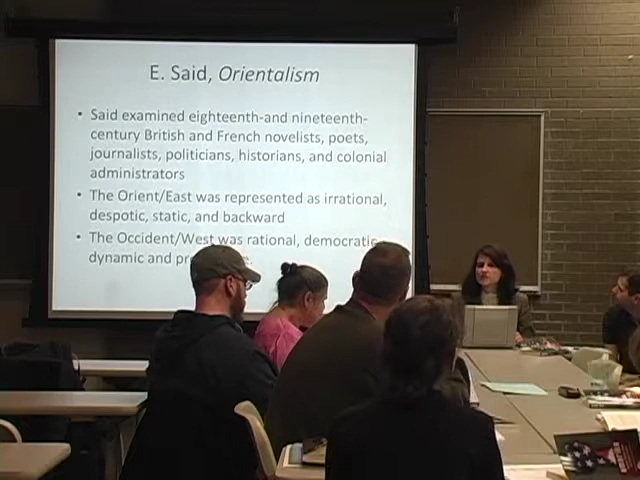 E. Said, Orientalism
• Said examined eighteenth-and nineteenth-
century British and French novelists, poets,
journalists, politicians, historians, and colonial
administrators
• The Orient/East was represented as irrational,
despotic, static, and backward
• The Occident/West was rational, democratic,
dynamic and